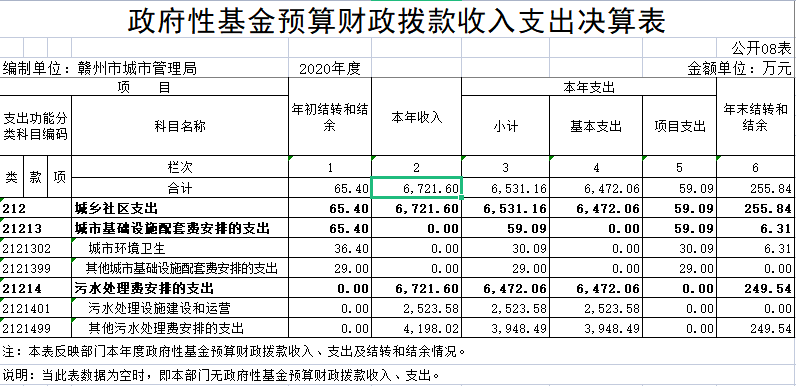 政府性基金预算财政拨款收入支出决算表
公开08表
编制单位：赣州市城市管理局 2020年度 金额单位：万元
项 目 年初结转和结余 本年收入 本年支出 年末结转和结余
支出功能分类科目编码 科目名称 小计 基本支出 项目支出
类 款 项 栏次 1 2 3 4 5 6
合计 65.40 6,721.60 6,531.16 6,472.06 59.09 255.84
212 城乡社区支出 65.40 6,721.60 6,531.16 6,472.06 59.09 255.84
21213 城市基础设施配套费安排的支出 65.40 0.00 59.09 0.00 59.09 6.31
2121302 城市环境卫生 36.40 0.00 30.09 0.00 30.09 6.31
2121399 其他城市基础设施配套费安排的支出 29.00 0.00 29.00 0.00 29.00 0.00
21214 污水处理费安排的支出 0.00 6,721.60 6,472.06 6,472.06 0.00 249.54
2121401 污水处理设施建设和运营 0.00 2,523.58 2,523.58 2,523.58 0.00 0.00
2121499 其他污水处理费安排的支出 0.00 4,198.02 3,948.49 3,948.49 0.00 249.54
注：本表反映部门本年度政府性基金预算财政拨款收入、支出及结转和结余情况。
说明：当此表数据为空时，即本部门无政府性基金预算财政拨款收入、支出。